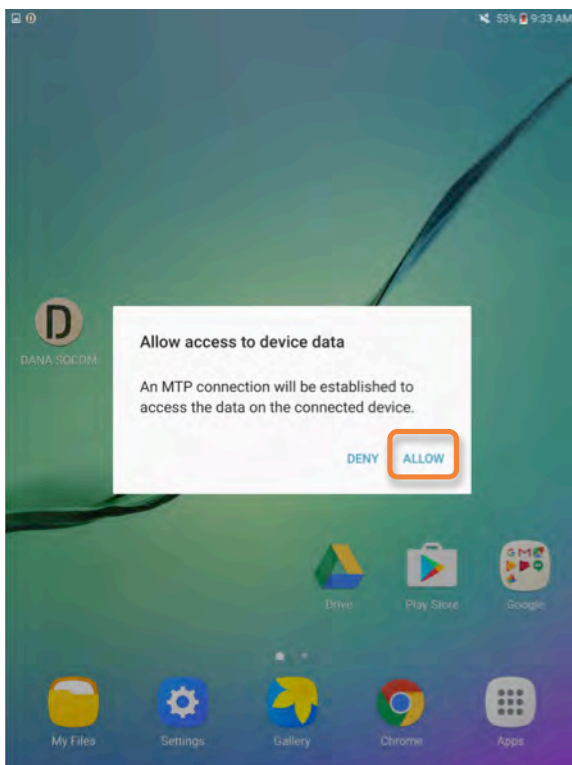 53% 9:33 AM
D
DANA SOCOM
Allow access to device data
An MTP connection will be established to
access the data on the connected device.
DENY ALLOW
Drive Play Store Google
My Files Settings Gallery Chrome Apps